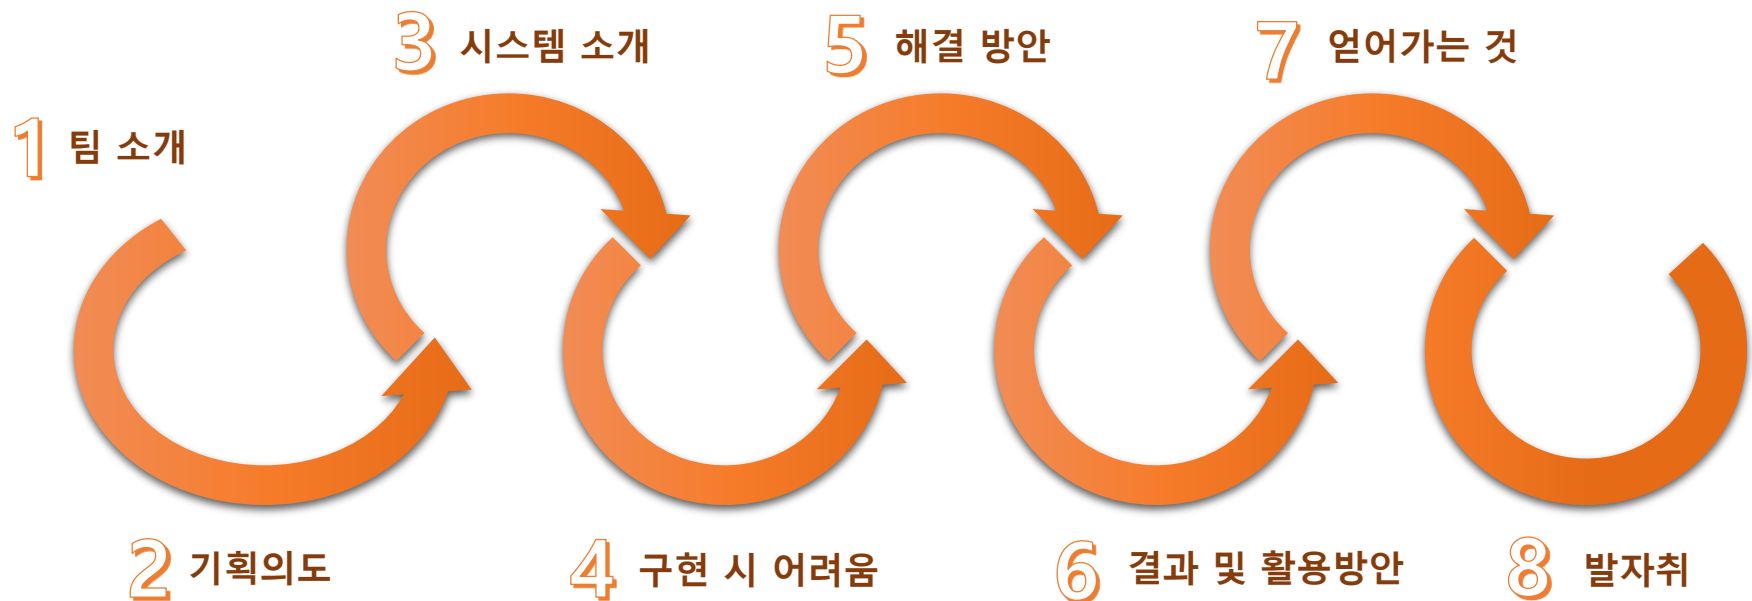 1 팀 소개
2 기획의도
3 시스템 소개
4 구현 시 어려움
5 해결 방안
6 결과 및 활용방안
7 얻어가는 것
8 발자취